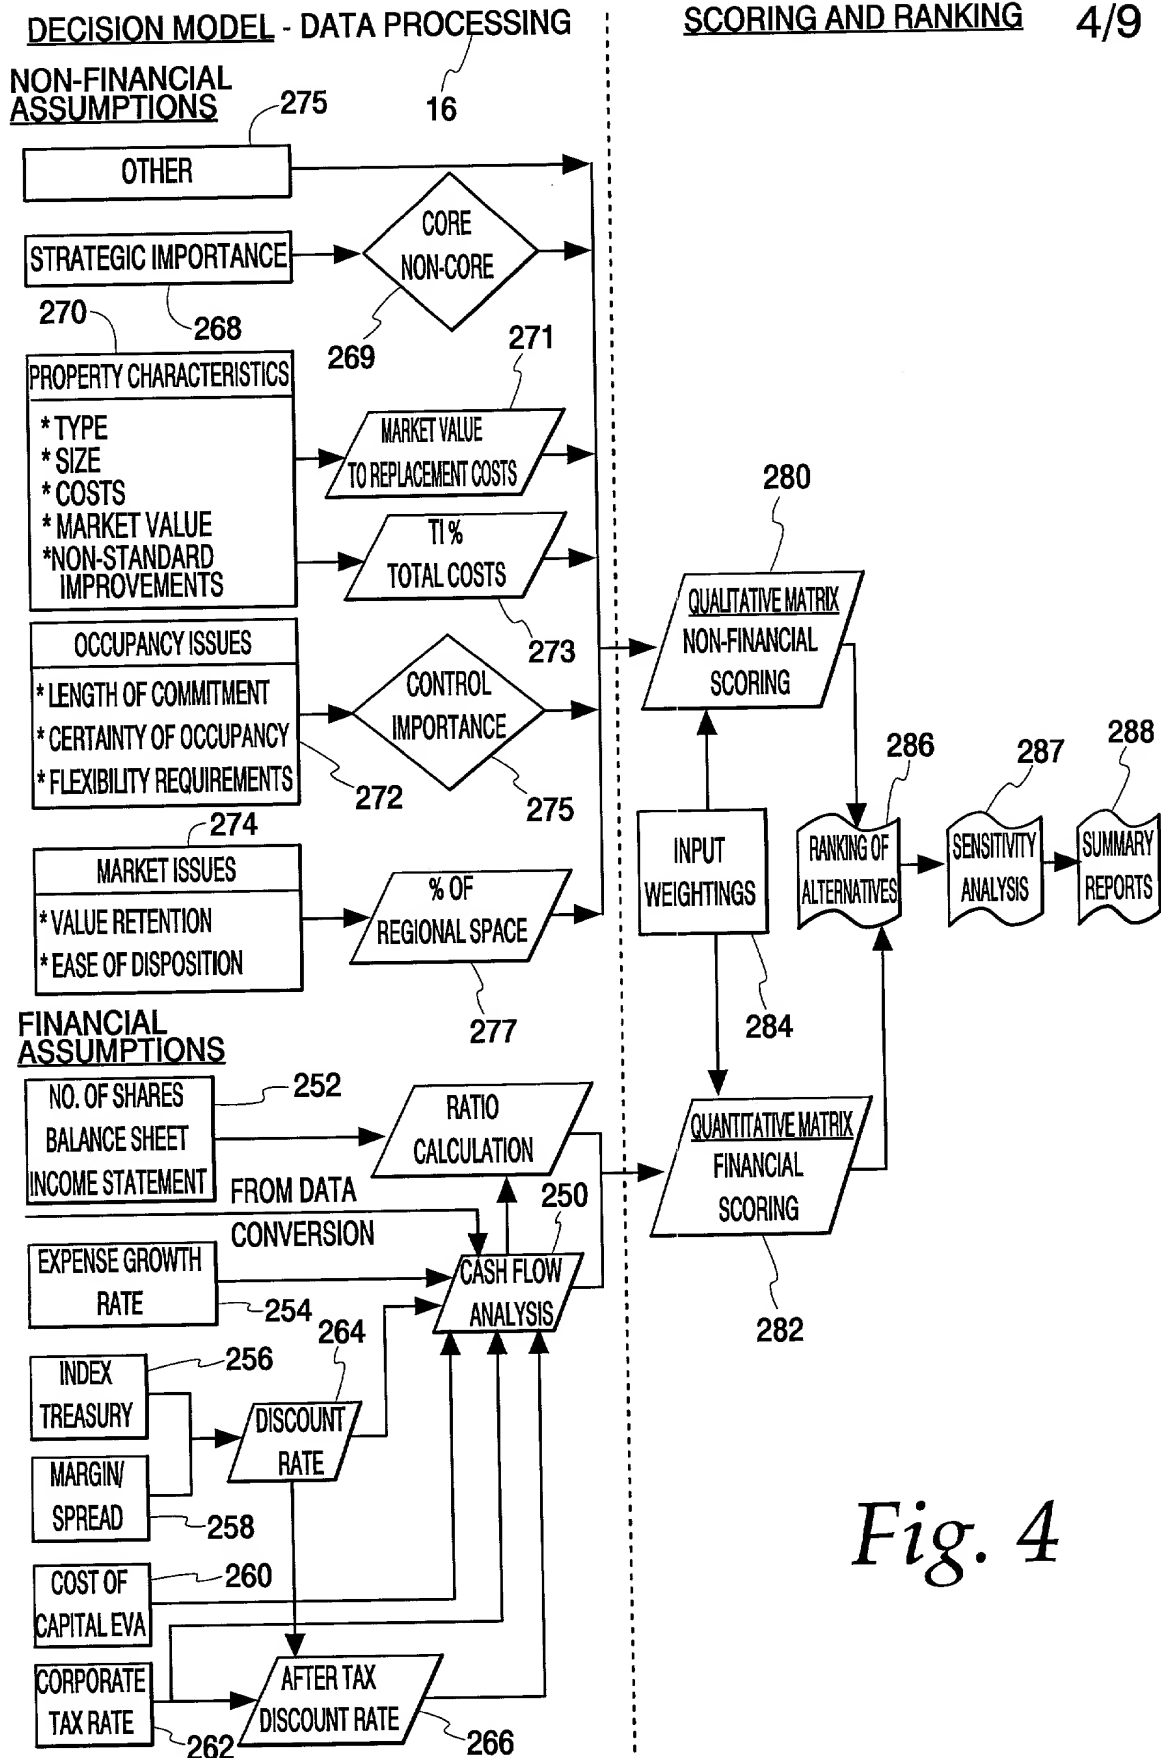 DECISION MODEL - DATA PROCESSING
SCORING AND RANKING
4/9
16
NON-FINANCIAL
ASSUMPTIONS
275
OTHER
STRATEGIC IMPORTANCE
268
CORE
NON-CORE
269
270
PROPERTY CHARACTERISTICS
* TYPE
* SIZE
* COSTS
* MARKET VALUE
*NON-STANDARD
IMPROVEMENTS
271
MARKET VALUE
TO REPLACEMENT COSTS
TI %
TOTAL COSTS
273
OCCUPANCY ISSUES
* LENGTH OF COMMITMENT
* CERTAINTY OF OCCUPANCY
* FLEXIBILITY REQUIREMENTS
272
CONTROL
IMPORTANCE
275
274
MARKET ISSUES
* VALUE RETENTION
* EASE OF DISPOSITION
% OF
REGIONAL SPACE
277
280
QUALITATIVE MATRIX
NON-FINANCIAL
SCORING
INPUT
WEIGHTINGS
284
286
RANKING OF
ALTERNATIVES
287
SENSITIVITY
ANALYSIS
288
SUMMARY
REPORTS
FINANCIAL
ASSUMPTIONS
252
NO. OF SHARES
BALANCE SHEET
INCOME STATEMENT
RATIO
CALCULATION
QUANTITATIVE MATRIX
FINANCIAL
SCORING
282
FROM DATA
CONVERSION
250
CASH FLOW
ANALYSIS
EXPENSE GROWTH
RATE
254
264
256
INDEX
TREASURY
DISCOUNT
RATE
MARGIN/
SPREAD
258
260
COST OF
CAPITAL EVA
CORPORATE
TAX RATE
262
AFTER TAX
DISCOUNT RATE
266
Fig. 4